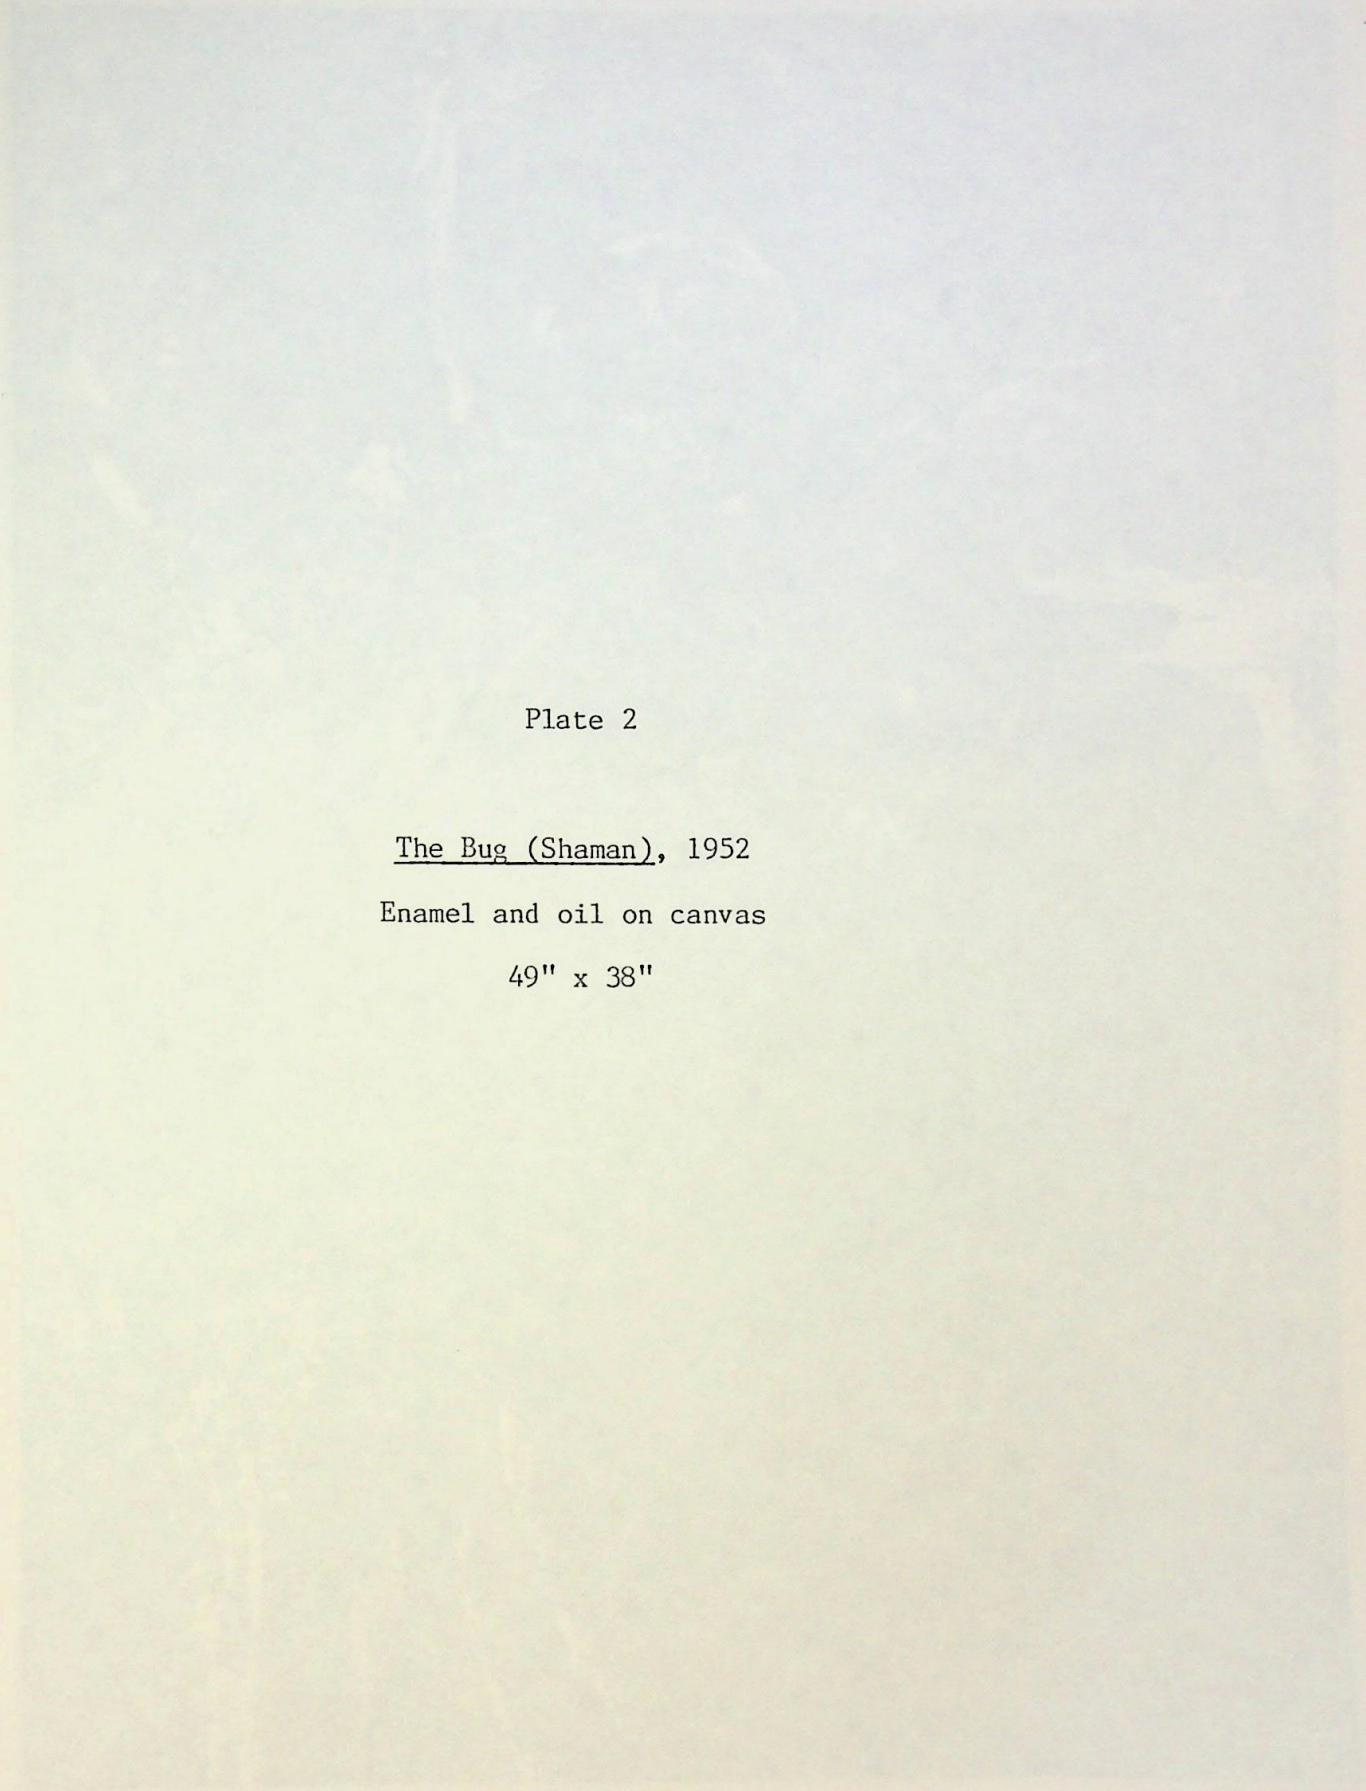 Plate 2
The Bug (Shaman), 1952
Enamel and oil on canvas
49" x 38"